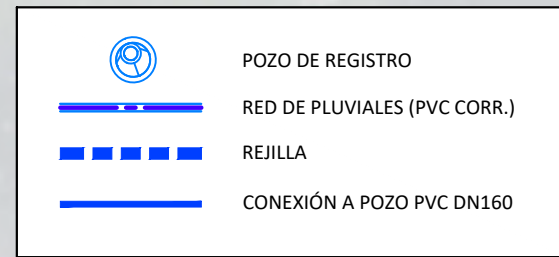 POZO DE REGISTRO
RED DE PLUVIALES (PVC CORR.)
REJILLA
CONEXIÓN A POZO PVC DN160